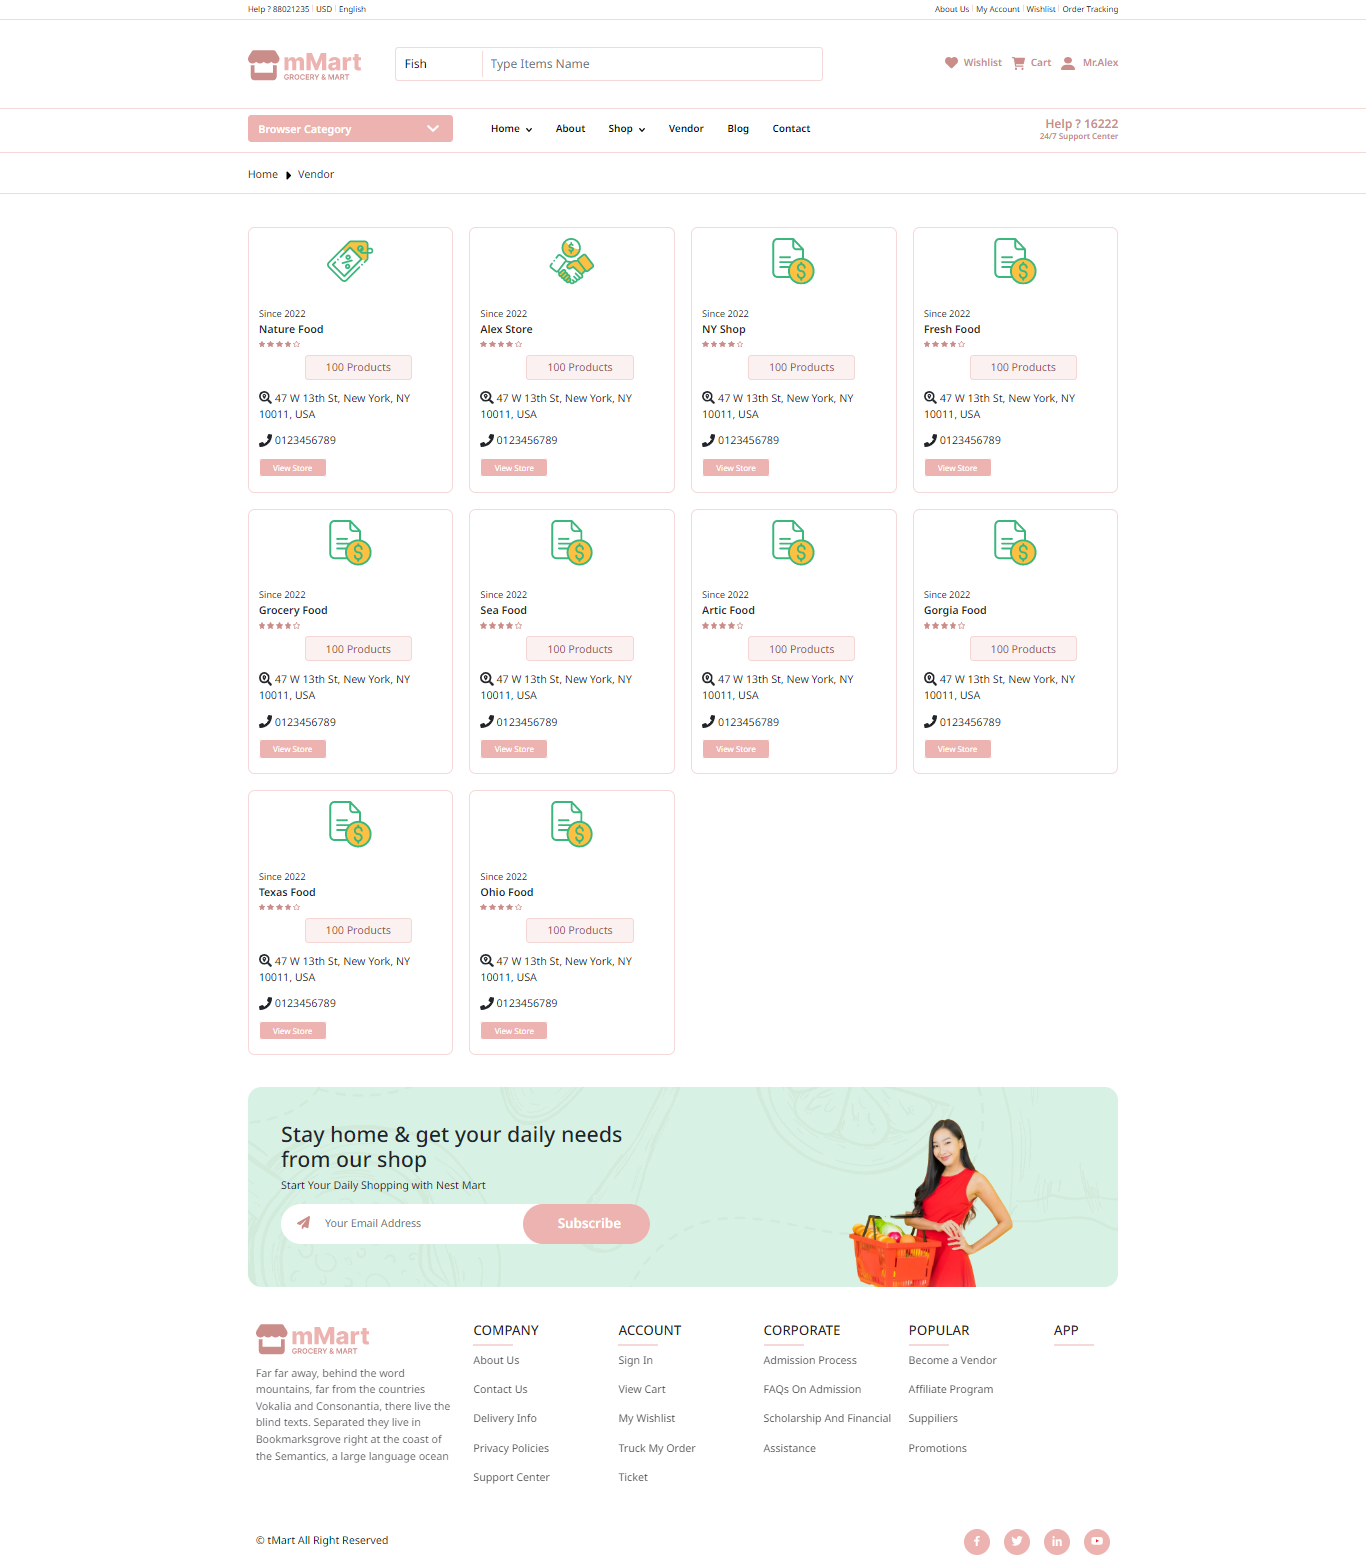 Help ? 88021235 USD English
About Us My Account Wishlist Order Tracking
mMart
GROCERY & MART
Fish
Type Items Name
Wishlist Cart Mr.Alex
Browser Category
Home About Shop Vendor Blog Contact
Help ? 16222
24/7 Support Center
Home Vendor
Since 2022
Nature Food
100 Products
47 W 13th St, New York, NY
10011, USA
0123456789
View Store
Since 2022
Alex Store
100 Products
47 W 13th St, New York, NY
10011, USA
0123456789
View Store
Since 2022
NY Shop
100 Products
47 W 13th St, New York, NY
10011, USA
0123456789
View Store
Since 2022
Fresh Food
100 Products
47 W 13th St, New York, NY
10011, USA
0123456789
View Store
Since 2022
Grocery Food
100 Products
47 W 13th St, New York, NY
10011, USA
0123456789
View Store
Since 2022
Sea Food
100 Products
47 W 13th St, New York, NY
10011, USA
0123456789
View Store
Since 2022
Artic Food
100 Products
47 W 13th St, New York, NY
10011, USA
0123456789
View Store
Since 2022
Gorgia Food
100 Products
47 W 13th St, New York, NY
10011, USA
0123456789
View Store
Since 2022
Texas Food
100 Products
47 W 13th St, New York, NY
10011, USA
0123456789
View Store
Since 2022
Ohio Food
100 Products
47 W 13th St, New York, NY
10011, USA
0123456789
View Store
Stay home & get your daily needs
from our shop
Start Your Daily Shopping with Nest Mart
Your Email Address
Subscribe
mMart
GROCERY & MART
Far far away, behind the word
mountains, far from the countries
Vokalia and Consonantia, there live the
blind texts. Separated they live in
Bookmarksgrove right at the coast of
the Semantics, a large language ocean
COMPANY
About Us
Contact Us
Delivery Info
Privacy Policies
Support Center
ACCOUNT
Sign In
View Cart
My Wishlist
Truck My Order
Ticket
CORPORATE
Admission Process
FAQs On Admission
Scholarship And Financial
Assistance
POPULAR
Become a Vendor
Affiliate Program
Suppiliers
Promotions
APP
© tMart All Right Reserved